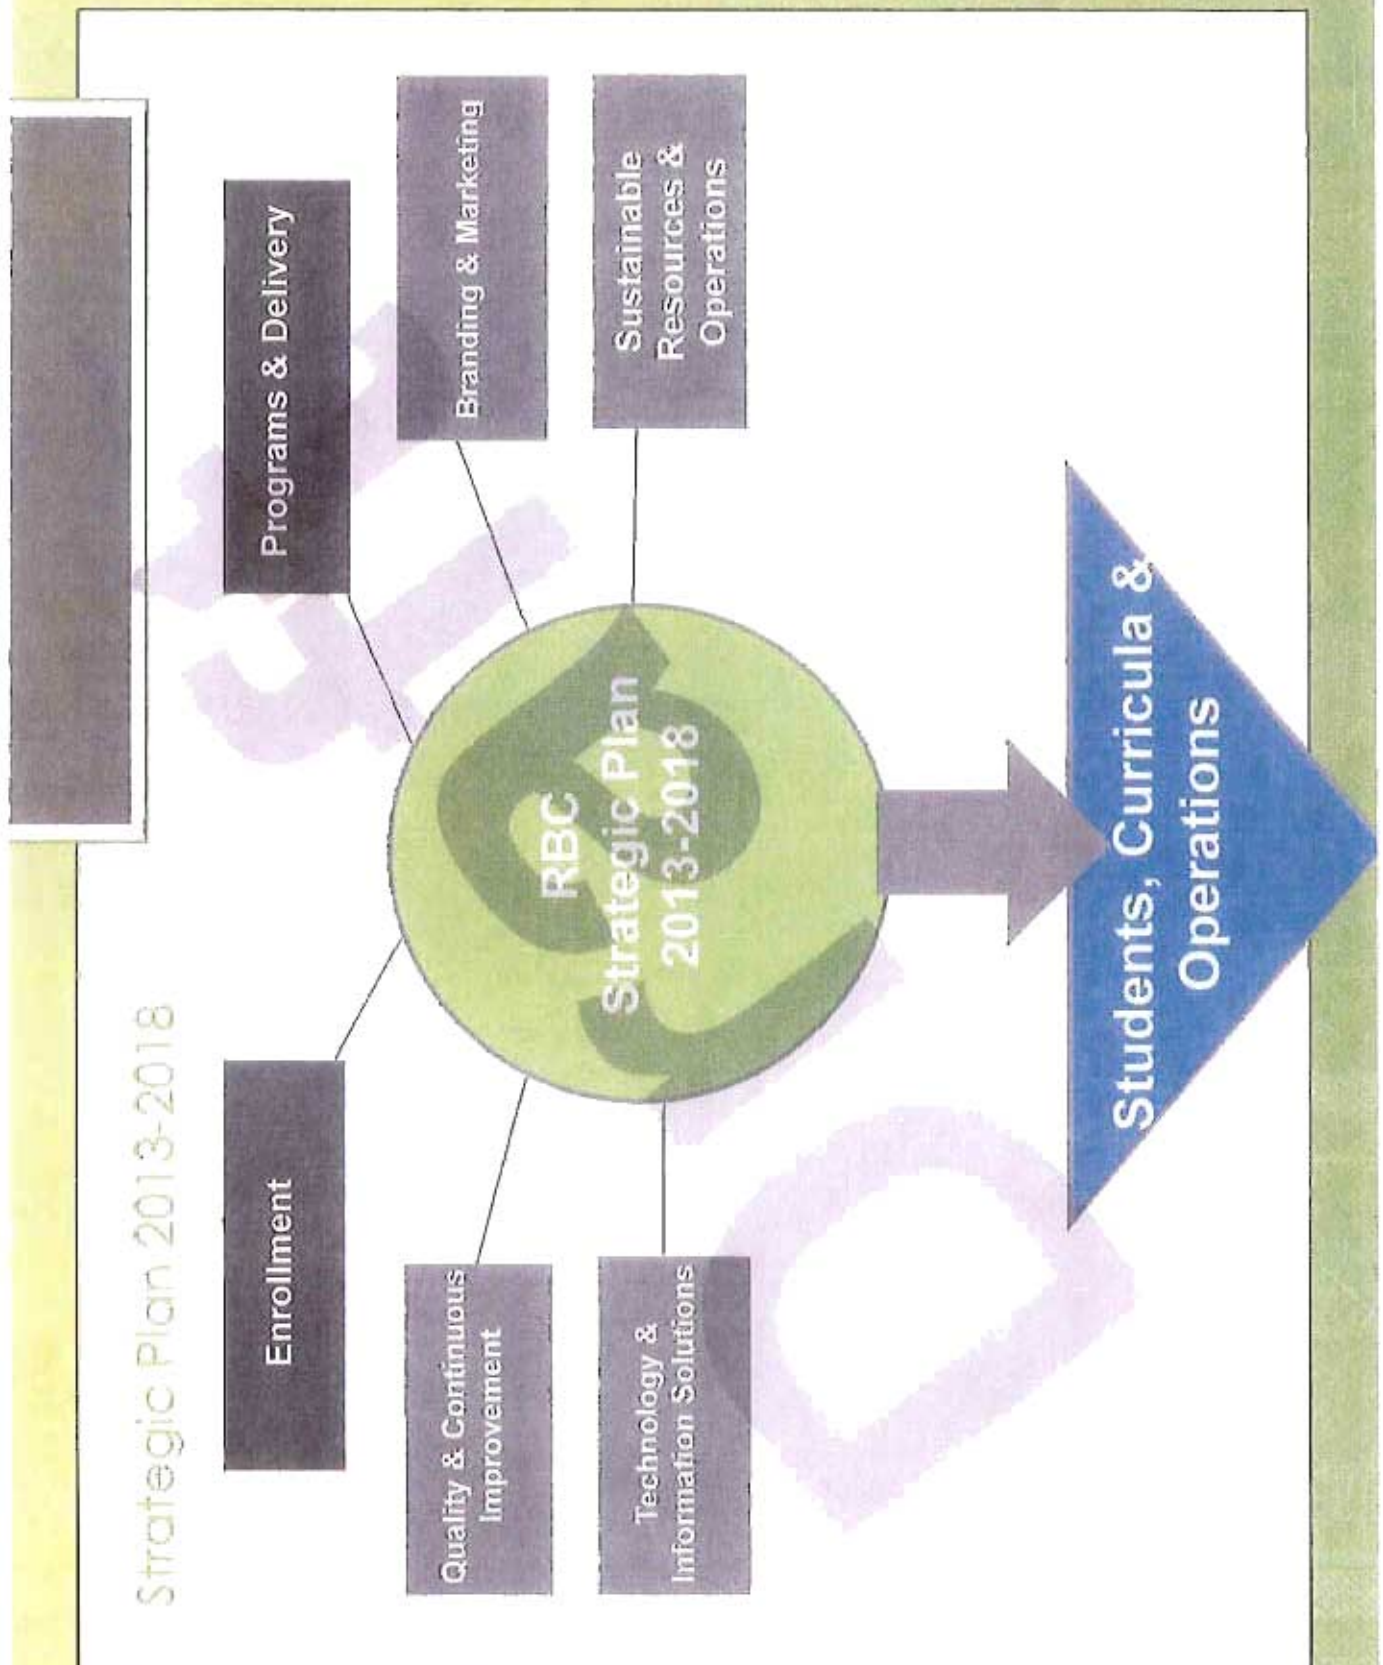 Strategic Plan 2013-2018
Enrollment
Programs & Delivery
Quality & Continuous
Improvement
Branding & Marketing
RBC
Strategic Plan
2013-2018
Technology &
Information Solutions
Sustainable
Resources &
Operations
Students, Curricula &
Operations
DRAFT